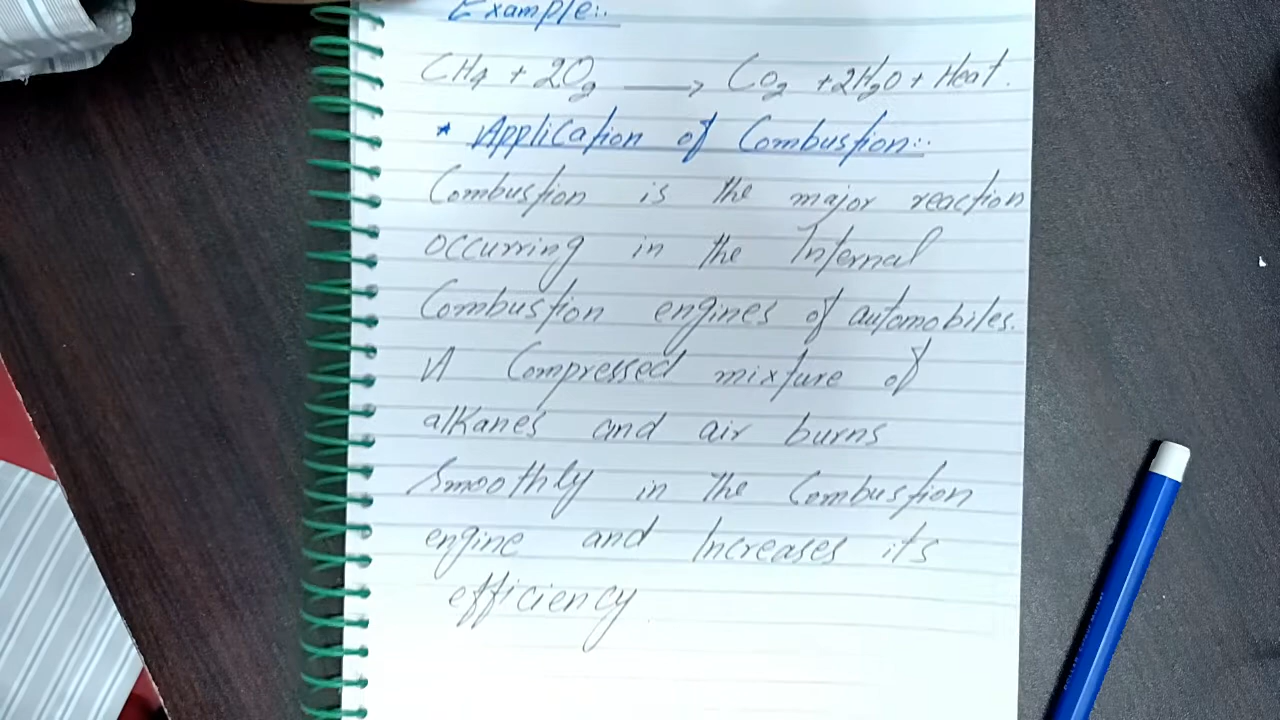 Example:.
CH4 + 2O2 → CO2 + 2H2O + Heat.
* Application of Combustion:.
Combustion is the major reaction
occurring in the Internal
Combustion engines of automobiles.
A Compressed mixture of
alkanes and air burns
Smoothly in the Combustion
engine and Increases its
efficiency